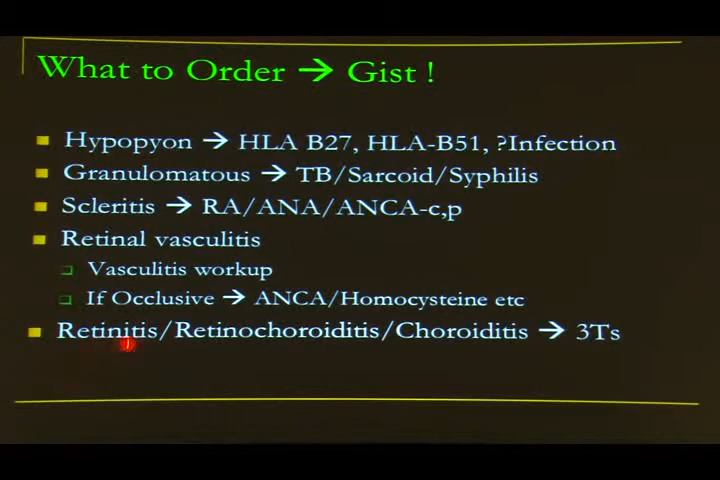 What to Order → Gist !
Hypopyon → HLA B27, HLA-B51, ?Infection
Granulomatous → TB/Sarcoid/Syphilis
Scleritis → RA/ANA/ANCA-c,p
Retinal vasculitis
Vasculitis workup
If Occlusive → ANCA/Homocysteine etc
Retinitis/Retinochoroiditis/Choroiditis → 3Ts